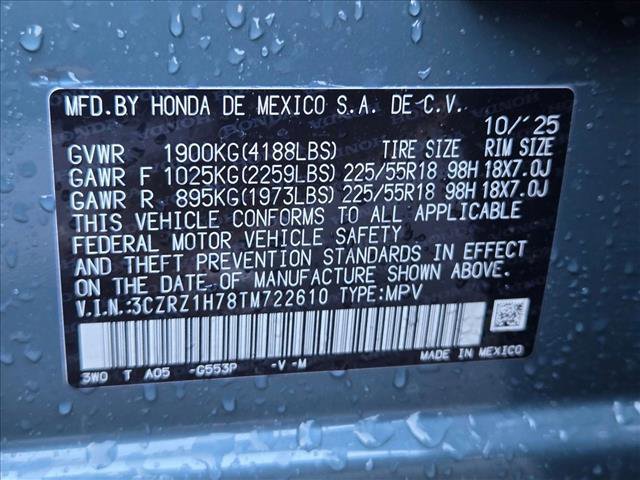 MFD.BY HONDA DE MEXICO S.A. DE C.V.
10/'25
GVWR 1900KG(4188LBS) TIRE SIZE RIM SIZE
GAWR F 1025KG(2259LBS) 225/55R18 98H 18X7.0J
GAWR R 895KG(1973LBS) 225/55R18 98H 18X7.0J
THIS VEHICLE CONFORMS TO ALL APPLICABLE
FEDERAL MOTOR VEHICLE SAFETY
AND THEFT PREVENTION STANDARDS IN EFFECT
ON THE DATE OF MANUFACTURE SHOWN ABOVE.
V.I.N.:3CZRZ1H78TM722610 TYPE:MPV
MADE IN MEXICO
3W0 T A05 -G553P -V -M